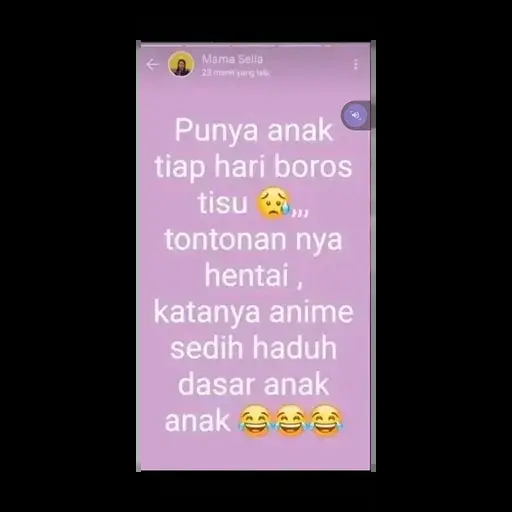 Mama Sella
23 menit yang lalu
Punya anak
tiap hari boros
tisu 😥,,,
tontonan nya
hentai ,
katanya anime
sedih haduh
dasar anak
anak 😂😂😂